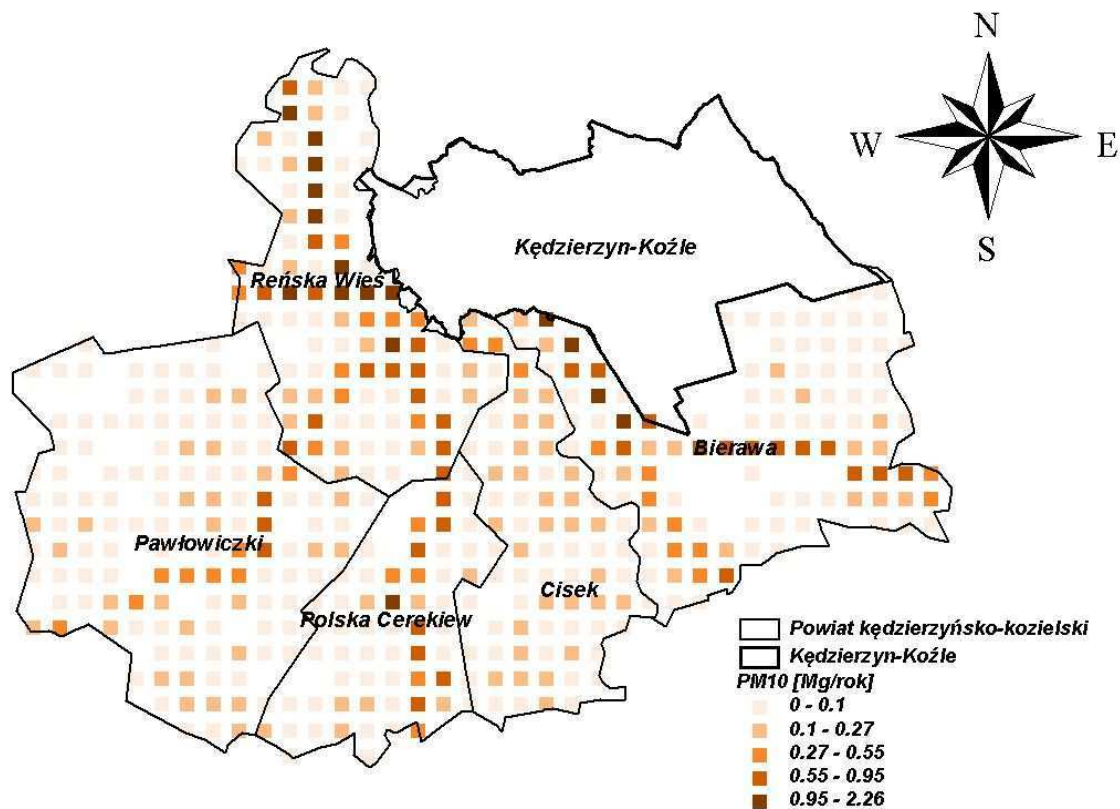 N
W
E
S
Kędzierzyn-Koźle
Reńska Wieś
Bierawa
Pawłowiczki
Cisek
Polska Cerekiew
Powiat kędzierzyńsko-kozielski
Kędzierzyn-Koźle
PM10 [Mg/rok]
0 - 0.1
0.1 - 0.27
0.27 - 0.55
0.55 - 0.95
0.95 - 2.26